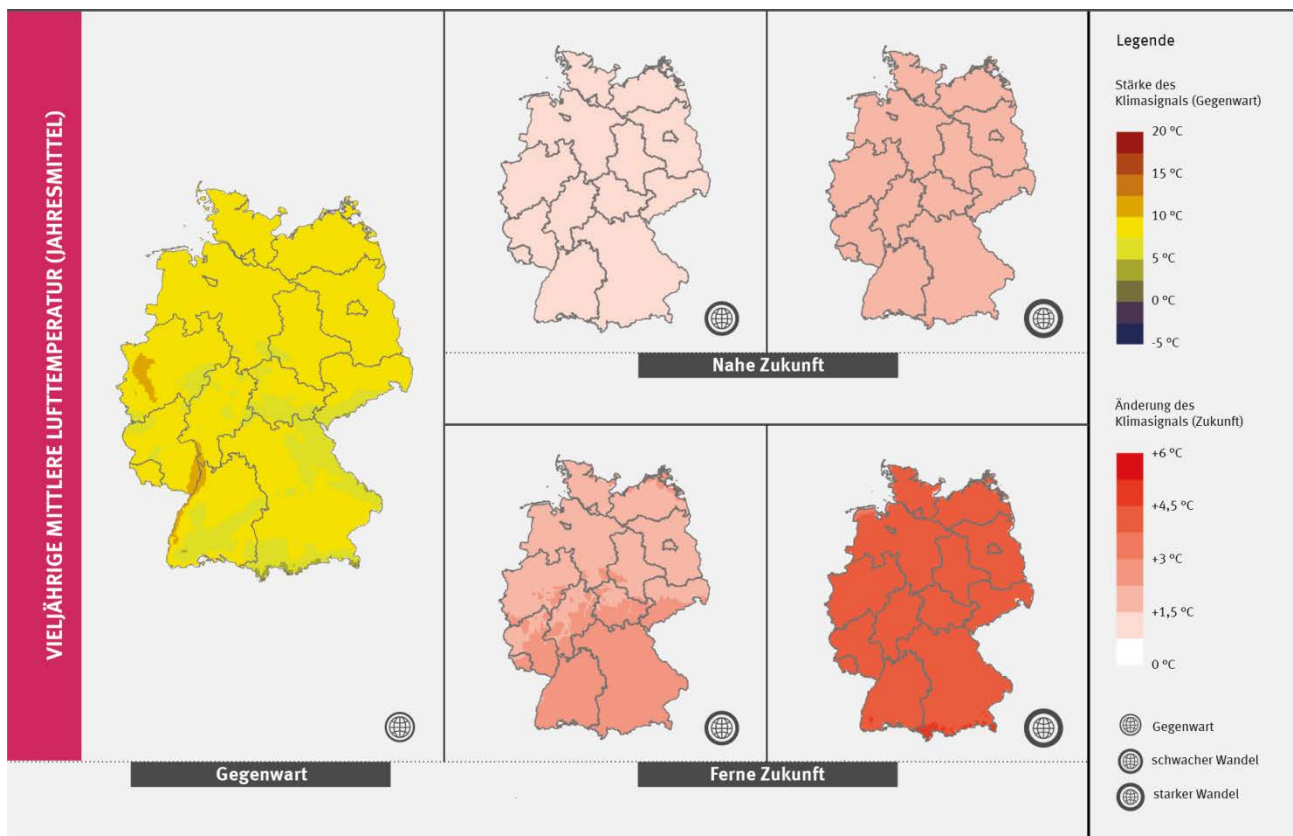 VIELJÄHRIGE MITTLERE LUFTTEMPERATUR (JAHRESMITTEL)
Gegenwart
Nahe Zukunft
Ferne Zukunft
Legende
Stärke des
Klimasignals (Gegenwart)
20 °C
15 °C
10 °C
5 °C
0 °C
-5 °C
Änderung des
Klimasignals (Zukunft)
+6 °C
+4,5 °C
+3 °C
+1,5 °C
0 °C
Gegenwart
schwacher Wandel
starker Wandel